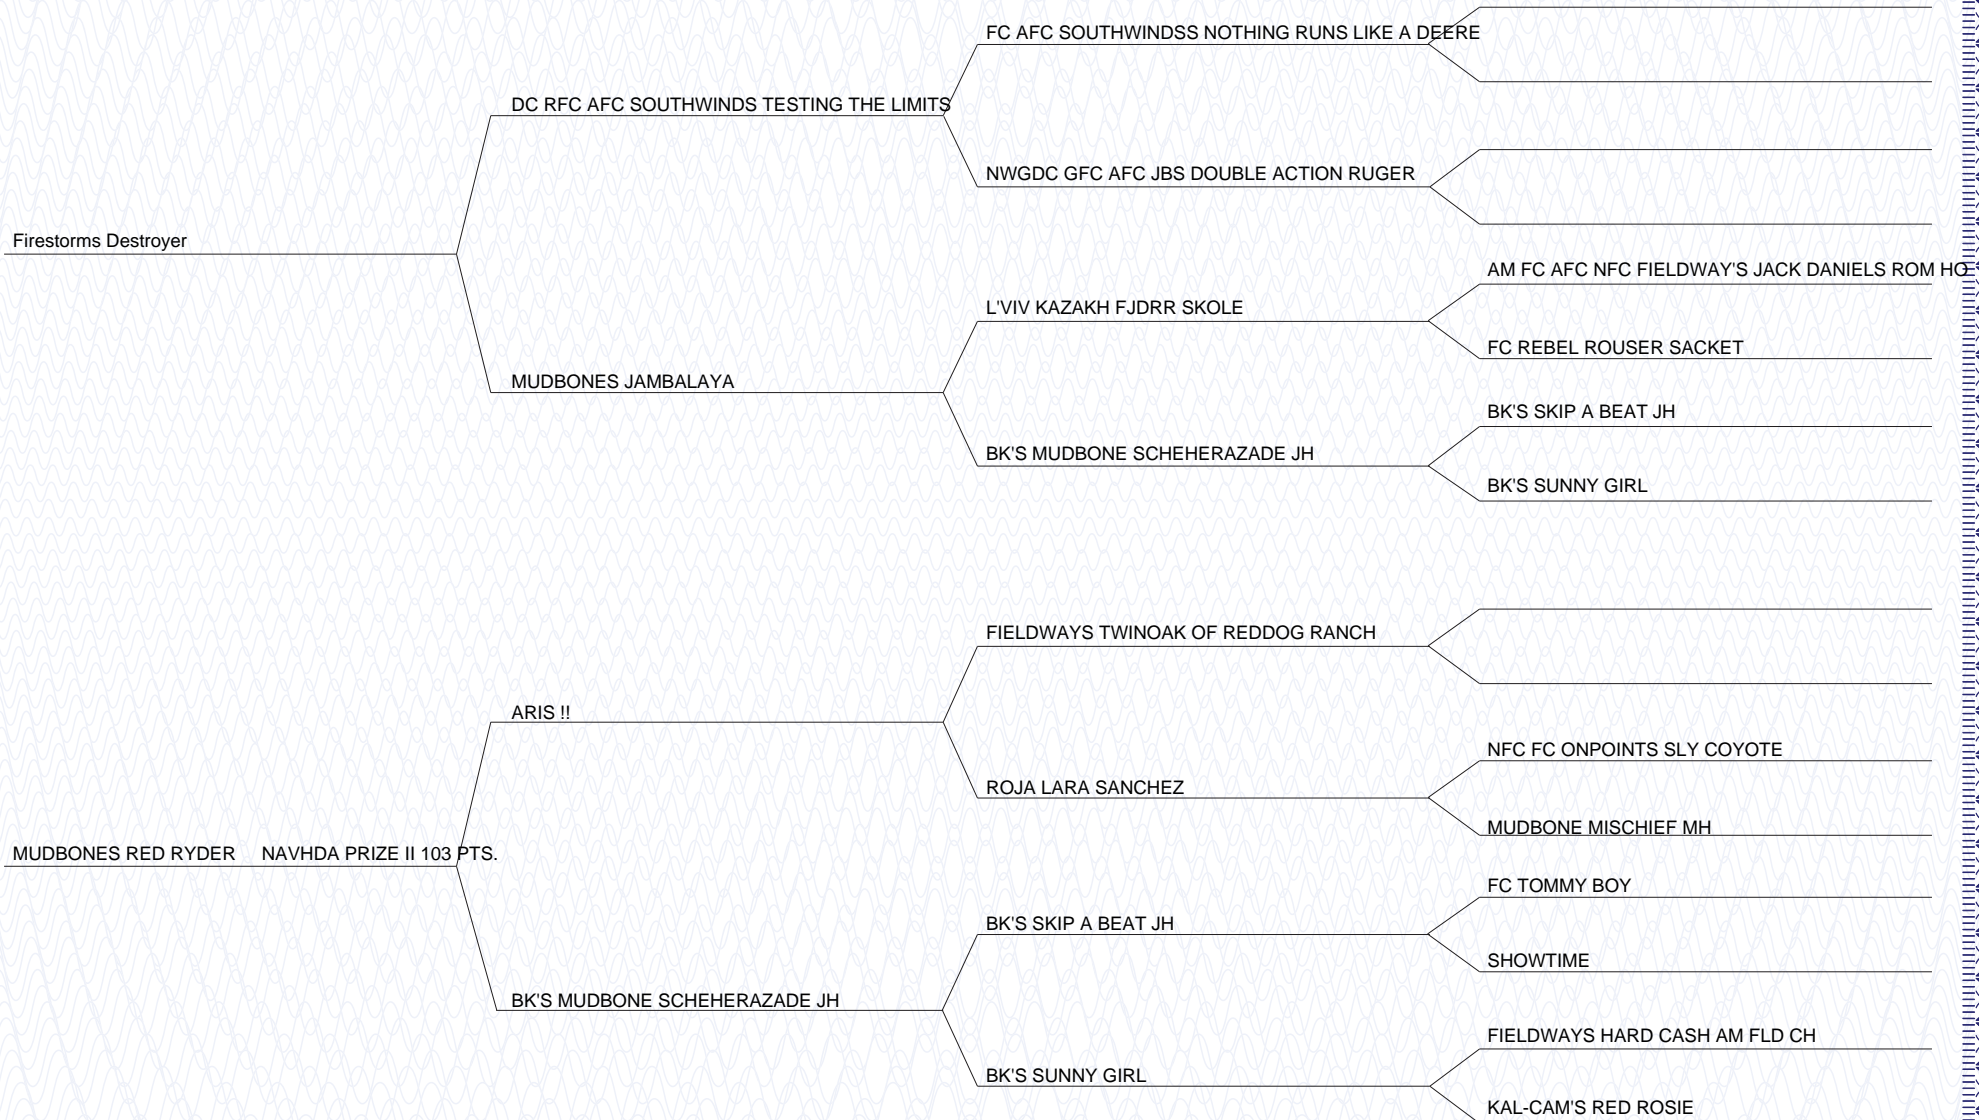 FC AFC SOUTHWINDSS NOTHING RUNS LIKE A DEERE
DC RFC AFC SOUTHWINDS TESTING THE LIMITS
NWGDC GFC AFC JBS DOUBLE ACTION RUGER
Firestorms Destroyer
AM FC AFC NFC FIELDWAY'S JACK DANIELS ROM HO
L'VIV KAZAKH FJDRR SKOLE
FC REBEL ROUSER SACKET
MUDBONES JAMBALAYA
BK'S SKIP A BEAT JH
BK'S MUDBONE SCHEHERAZADE JH
BK'S SUNNY GIRL
FIELDWAYS TWINOAK OF REDDOG RANCH
ARIS !!
NFC FC ONPOINTS SLY COYOTE
ROJA LARA SANCHEZ
MUDBONE MISCHIEF MH
MUDBONES RED RYDER NAVHDA PRIZE II 103 PTS.
FC TOMMY BOY
BK'S SKIP A BEAT JH
SHOWTIME
BK'S MUDBONE SCHEHERAZADE JH
FIELDWAYS HARD CASH AM FLD CH
BK'S SUNNY GIRL
KAL-CAM'S RED ROSIE